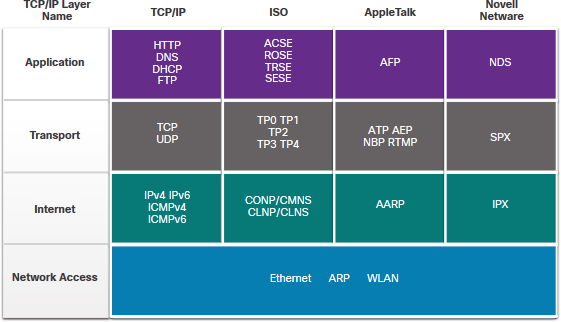 TCP/IP Layer
Name
TCP/IP
ISO
AppleTalk
Novell
Netware
Application
HTTP
DNS
DHCP
FTP
ACSE
ROSE
TRSE
SESE
AFP
NDS
Transport
TCP
UDP
TP0 TP1
TP2
TP3 TP4
ATP AEP
NBP RTMP
SPX
Internet
IPv4 IPv6
ICMPv4
ICMPv6
CONP/CMNS
CLNP/CLNS
AARP
IPX
Network Access
Ethernet ARP WLAN